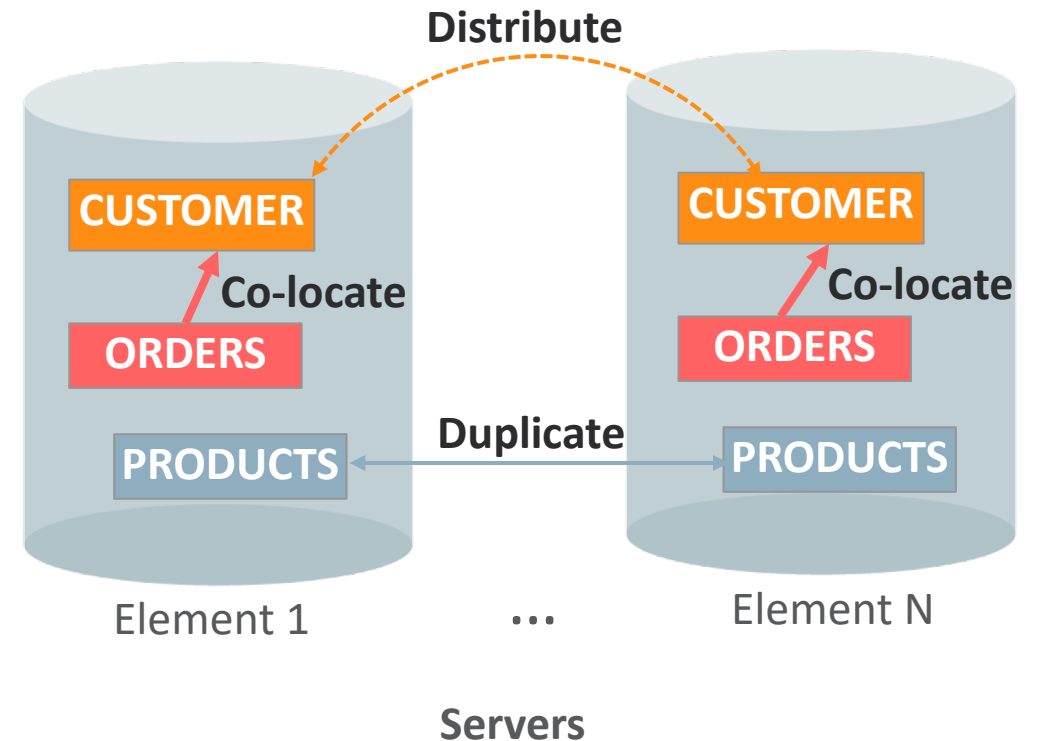 Distribute
CUSTOMER
CUSTOMER
Co-locate
Co-locate
ORDERS
ORDERS
Duplicate
PRODUCTS
PRODUCTS
Element 1
...
Element N
Servers